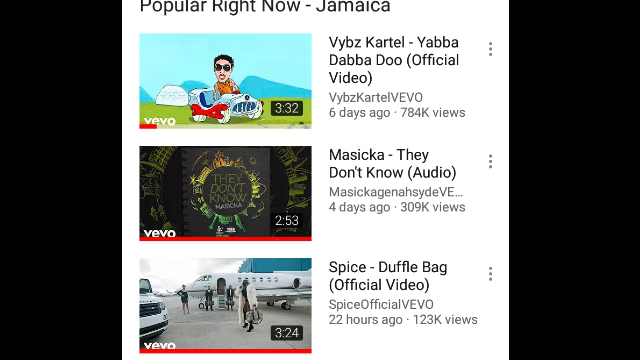 Popular Right Now - Jamaica
Vybz Kartel - Yabba
Dabba Doo (Official
Video)
VybzKartelVEVO
6 days ago · 784K views
vevo
3:32
Masicka - They
Don't Know (Audio)
MasickagenahsydeVE...
4 days ago · 309K views
THEY
DON'T
KNOW
MASICKA
vevo
2:53
Spice - Duffle Bag
(Official Video)
SpiceOfficialVEVO
22 hours ago · 123K views
vevo
3:24